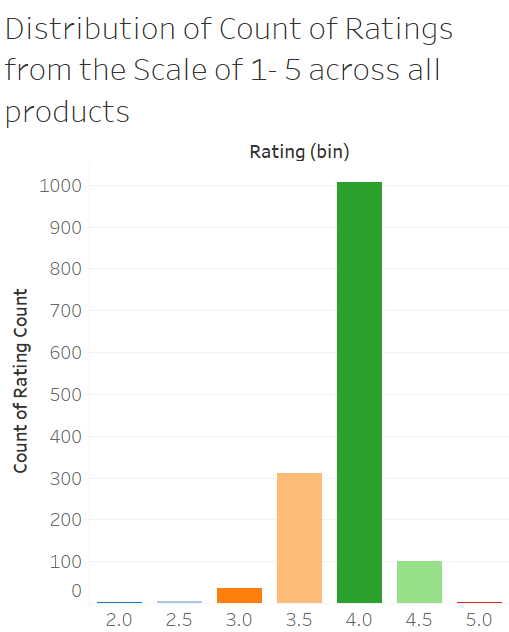 Distribution of Count of Ratings
from the Scale of 1- 5 across all
products
Rating (bin)
Count of Rating Count
1000
900
800
700
600
500
400
300
200
100
0
2.0 2.5 3.0 3.5 4.0 4.5 5.0